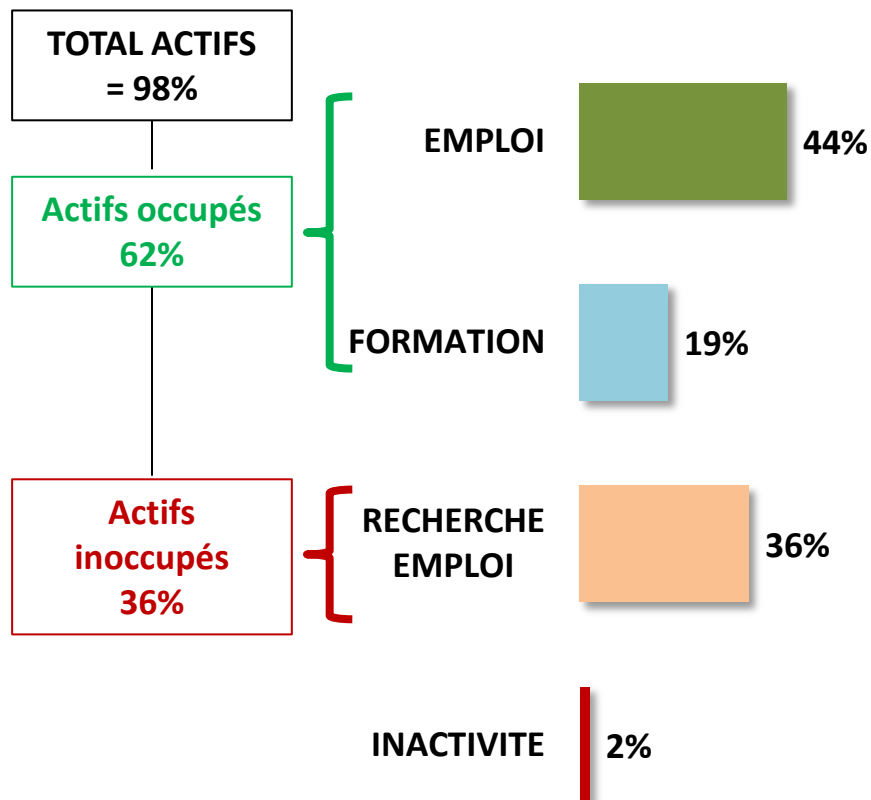 TOTAL ACTIFS
= 98%
Actifs occupés
62%
EMPLOI
44%
FORMATION
19%
Actifs
inoccupés
36%
RECHERCHE
EMPLOI
36%
INACTIVITE
2%